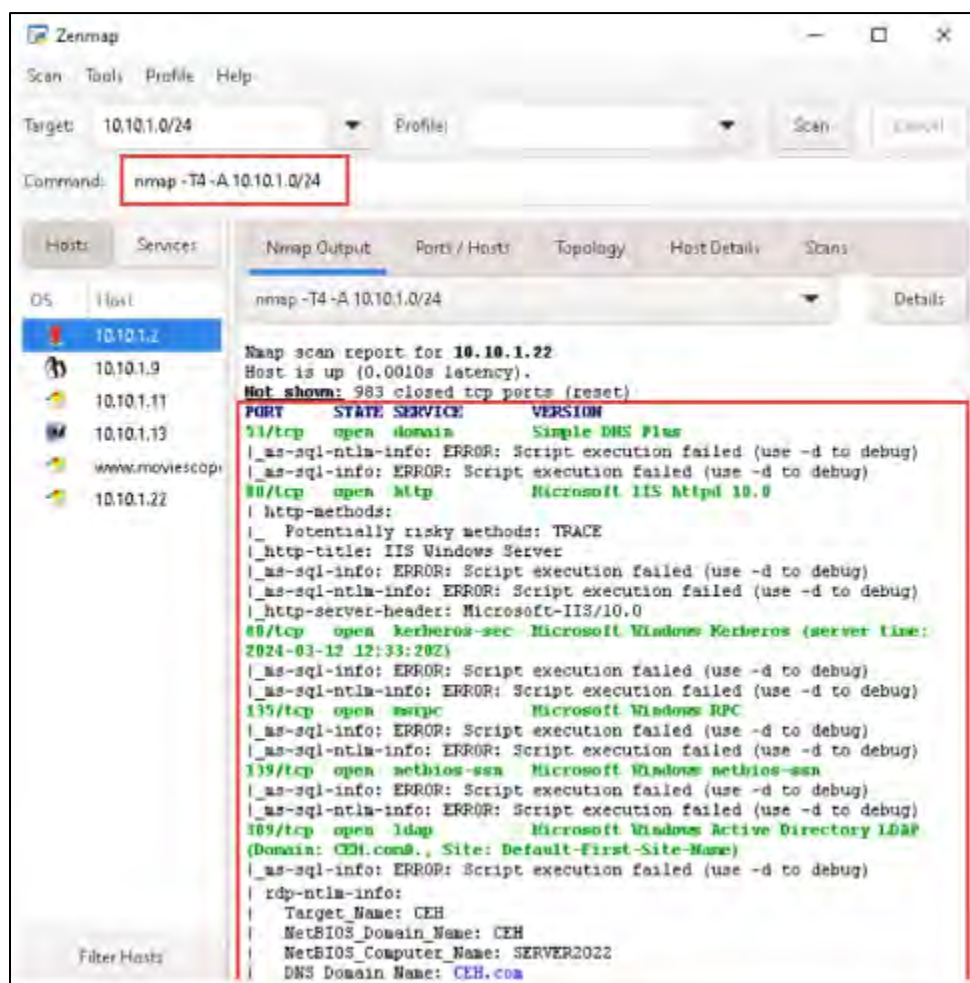 Zenmap
Scan Tools Profile Help
Target: 10.10.1.0/24 Profile: Scan Cancel
Command: nmap -T4 -A 10.10.1.0/24
Hosts Services Nmap Output Ports / Hosts Topology Host Details Scans
OS Host nmap -T4 -A 10.10.1.0/24 Details
10.10.1.2
10.10.1.9
10.10.1.11
10.10.1.13
www.moviescop
10.10.1.22
Nmap scan report for 10.10.1.22
Host is up (0.0010s latency).
Not shown: 983 closed tcp ports (reset)
PORT STATE SERVICE VERSION
53/tcp open domain Simple DNS Plus
|_ms-sql-ntlm-info: ERROR: Script execution failed (use -d to debug)
|_ms-sql-info: ERROR: Script execution failed (use -d to debug)
80/tcp open http Microsoft IIS httpd 10.0
| http-methods:
|_ Potentially risky methods: TRACE
|_http-title: IIS Windows Server
|_ms-sql-info: ERROR: Script execution failed (use -d to debug)
|_ms-sql-ntlm-info: ERROR: Script execution failed (use -d to debug)
|_http-server-header: Microsoft-IIS/10.0
88/tcp open kerberos-sec Microsoft Windows Kerberos (server time:
2024-03-12 12:33:20Z)
|_ms-sql-info: ERROR: Script execution failed (use -d to debug)
|_ms-sql-ntlm-info: ERROR: Script execution failed (use -d to debug)
135/tcp open msrpc Microsoft Windows RPC
|_ms-sql-info: ERROR: Script execution failed (use -d to debug)
|_ms-sql-ntlm-info: ERROR: Script execution failed (use -d to debug)
139/tcp open netbios-ssn Microsoft Windows netbios-ssn
|_ms-sql-info: ERROR: Script execution failed (use -d to debug)
|_ms-sql-ntlm-info: ERROR: Script execution failed (use -d to debug)
389/tcp open ldap Microsoft Windows Active Directory LDAP
(Domain: CEH.com0., Site: Default-First-Site-Name)
|_ms-sql-info: ERROR: Script execution failed (use -d to debug)
| rdp-ntlm-info:
| Target_Name: CEH
| NetBIOS_Domain_Name: CEH
| NetBIOS_Computer_Name: SERVER2022
| DNS_Domain_Name: CEH.com
Filter Hosts